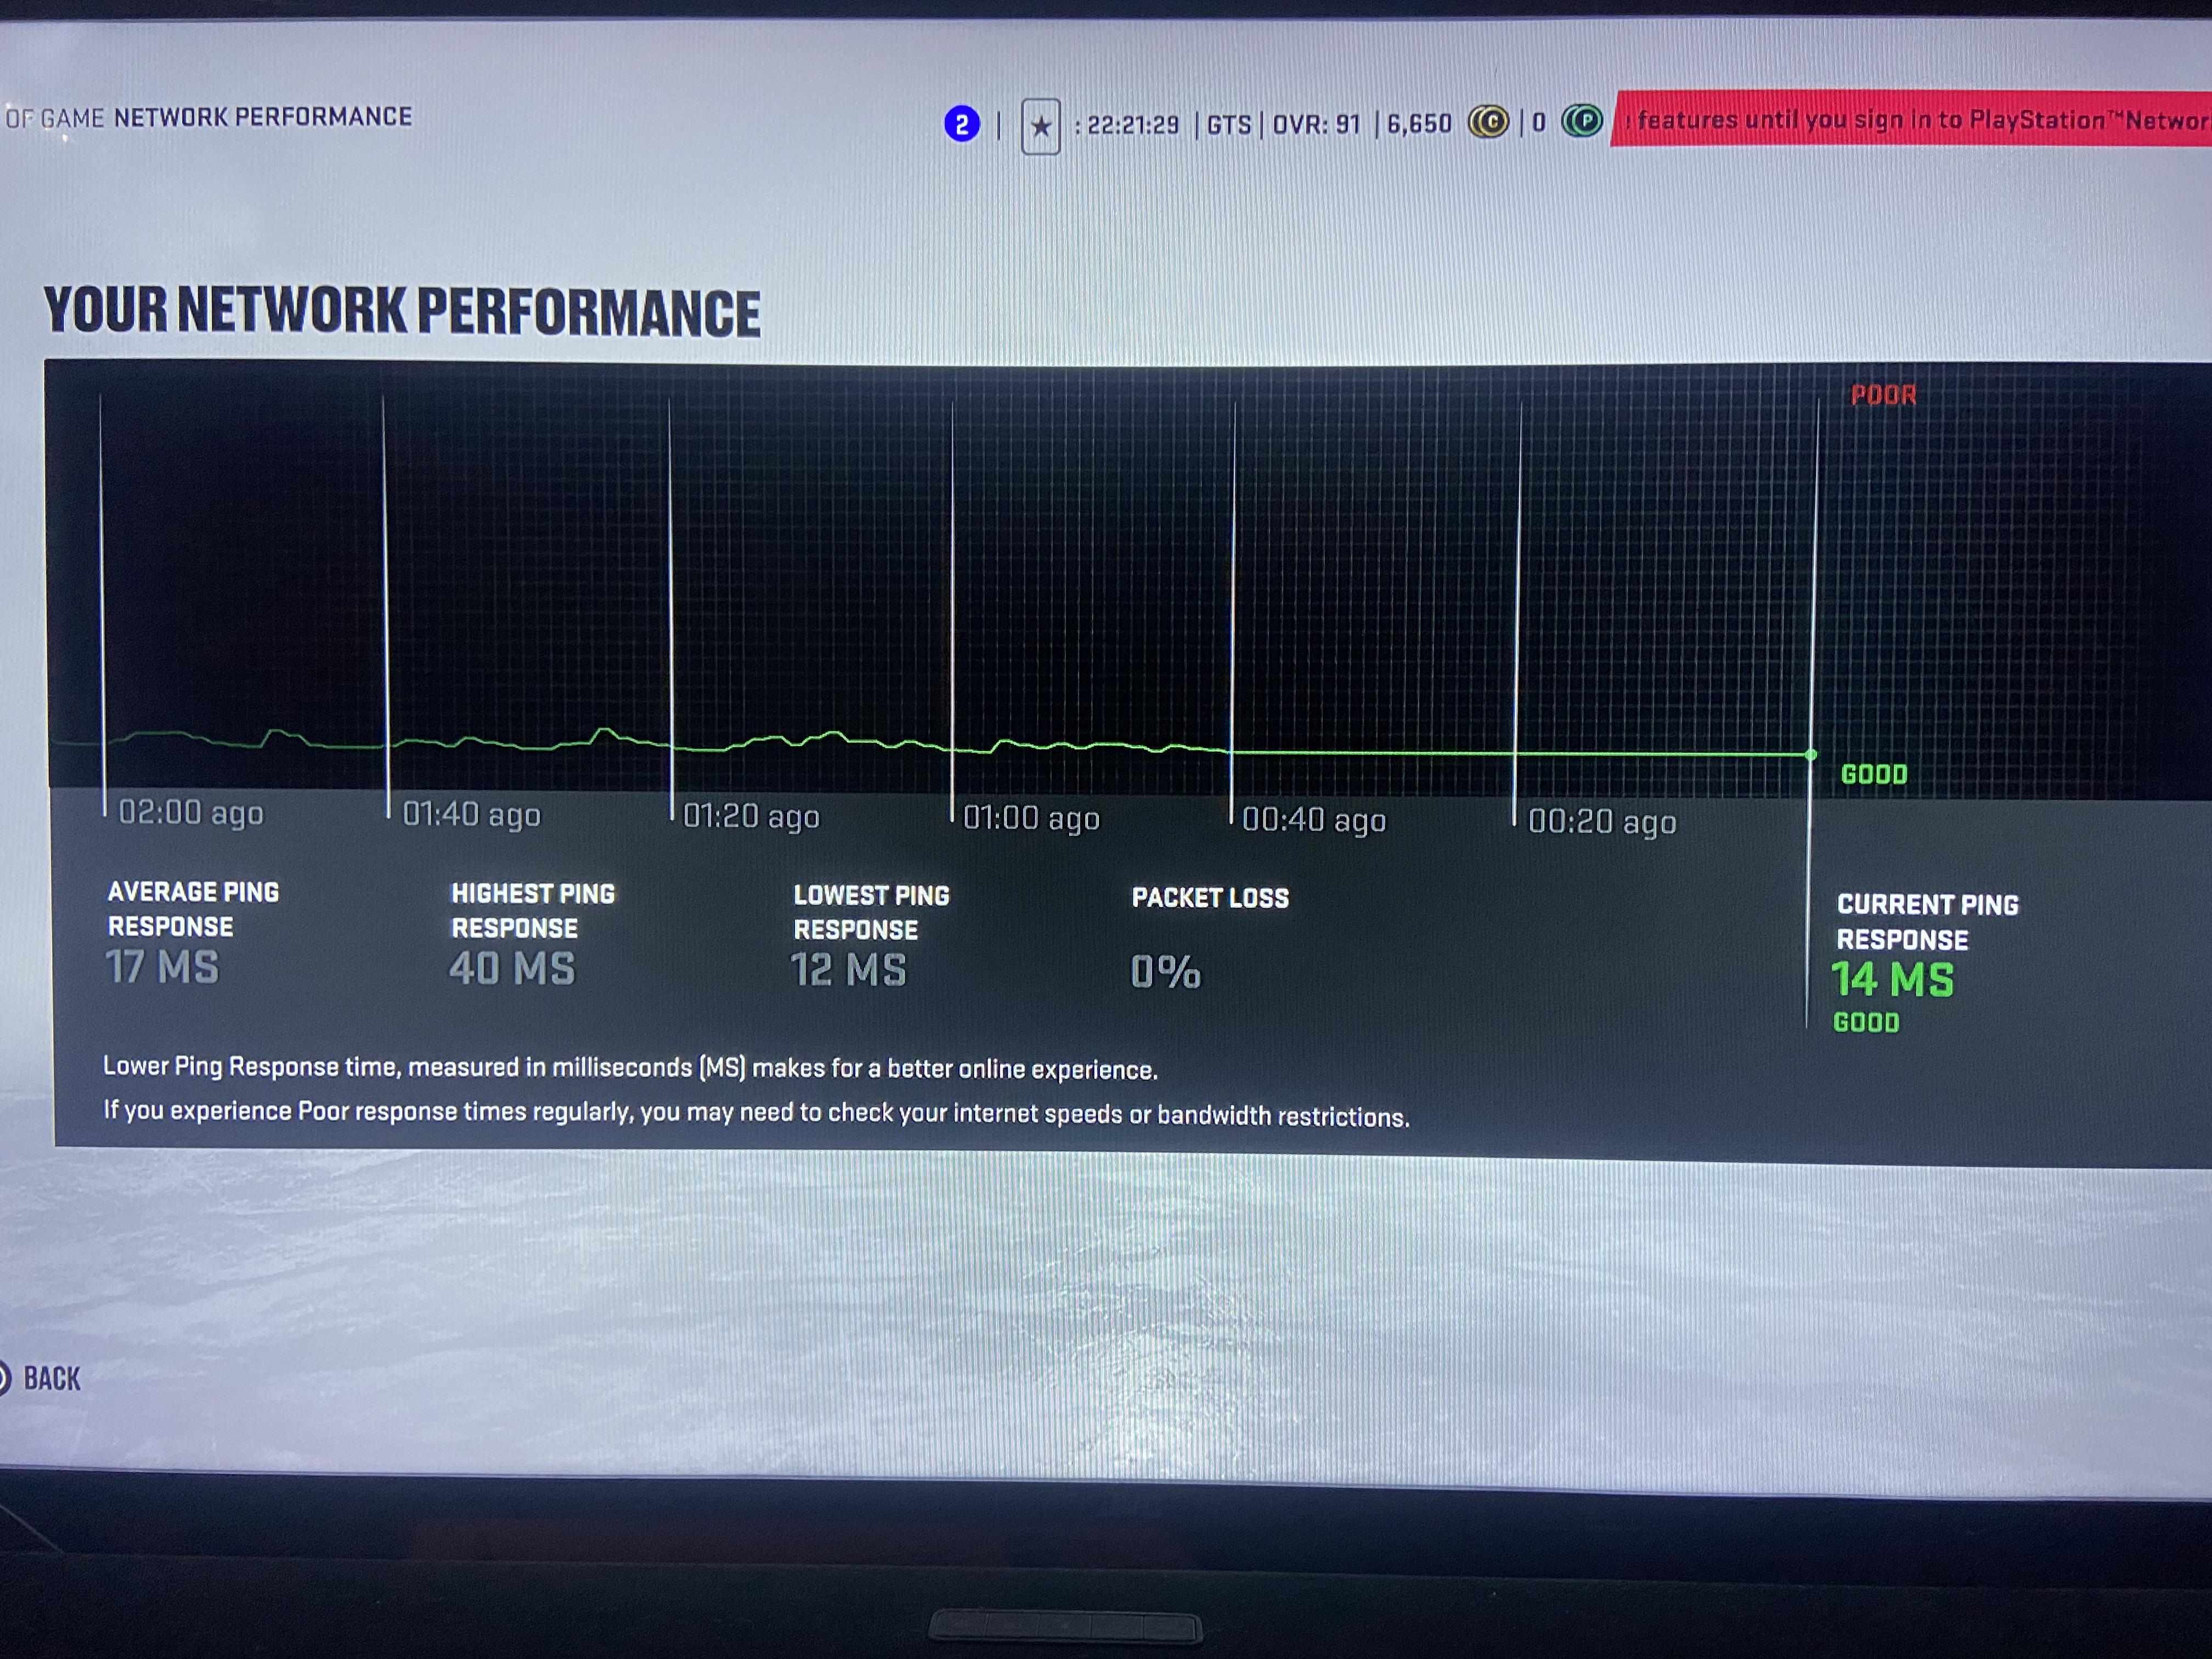 OF GAME NETWORK PERFORMANCE
2 | ★ : 22:21:29 | GTS | OVR: 91 | 6,650 C | 0 P
features until you sign in to PlayStation™Networ
YOUR NETWORK PERFORMANCE
POOR
GOOD
02:00 ago 01:40 ago 01:20 ago 01:00 ago 00:40 ago 00:20 ago
AVERAGE PING
RESPONSE
17 MS
HIGHEST PING
RESPONSE
40 MS
LOWEST PING
RESPONSE
12 MS
PACKET LOSS
0%
CURRENT PING
RESPONSE
14 MS
GOOD
Lower Ping Response time, measured in milliseconds (MS) makes for a better online experience.
If you experience Poor response times regularly, you may need to check your internet speeds or bandwidth restrictions.
BACK